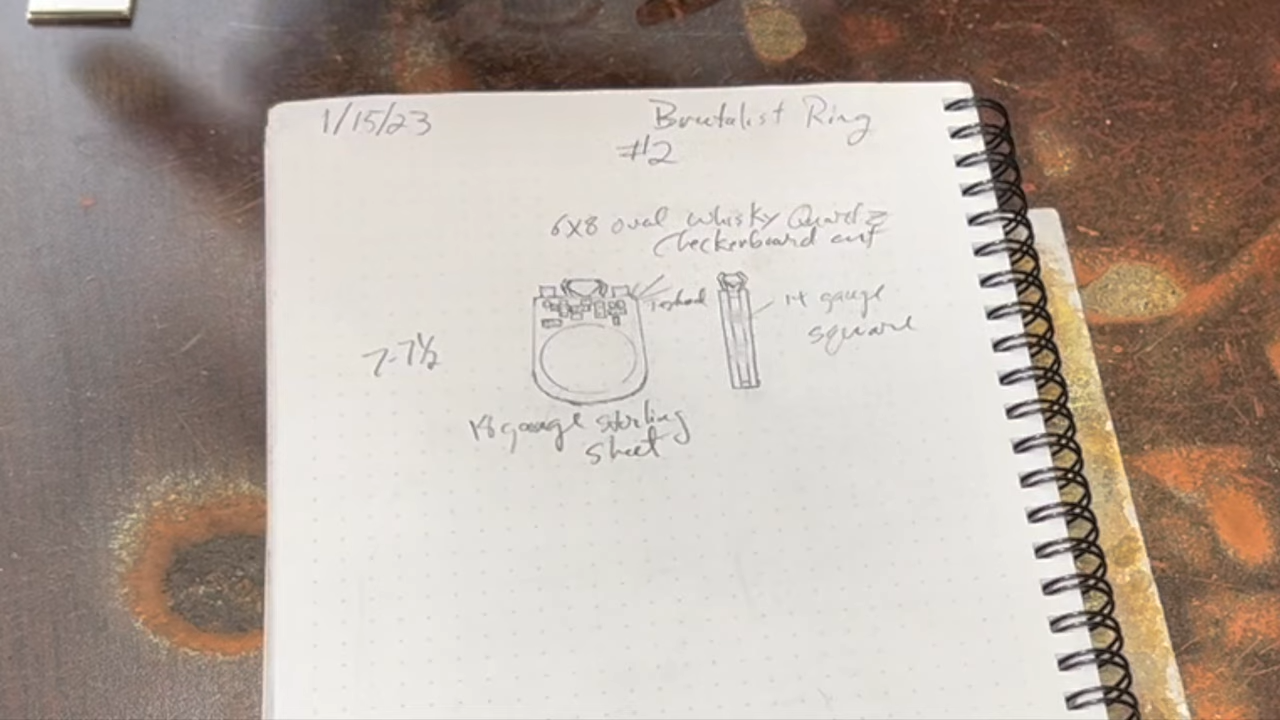 1/15/23
Brutalist Ring
#2
6x8 oval Whisky Quartz
Checkerboard cut
14 gauge
square
7-7½
18 gauge sterling
sheet